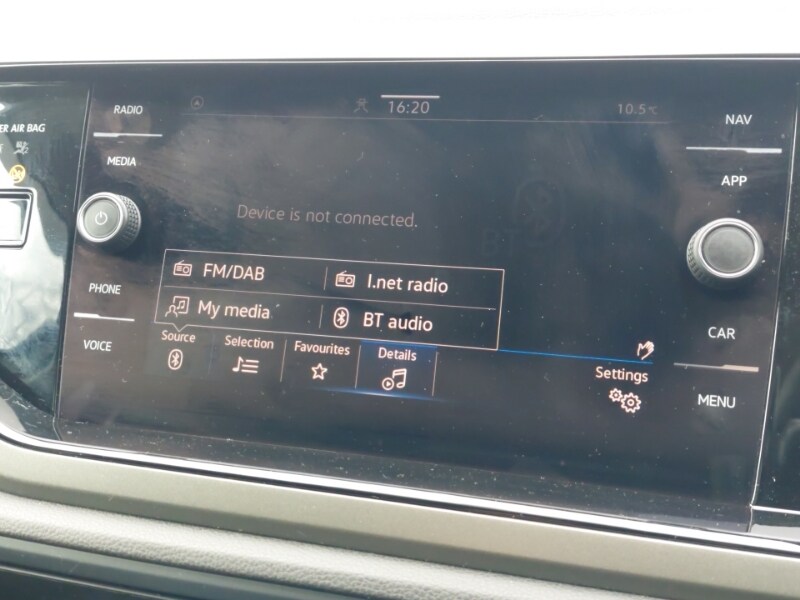 ER AIR BAG
RADIO
MEDIA
PHONE
VOICE
16:20
10.5°C
Device is not connected.
FM/DAB
I.net radio
My media
BT audio
Source
Selection
Favourites
Details
Settings
NAV
APP
CAR
MENU